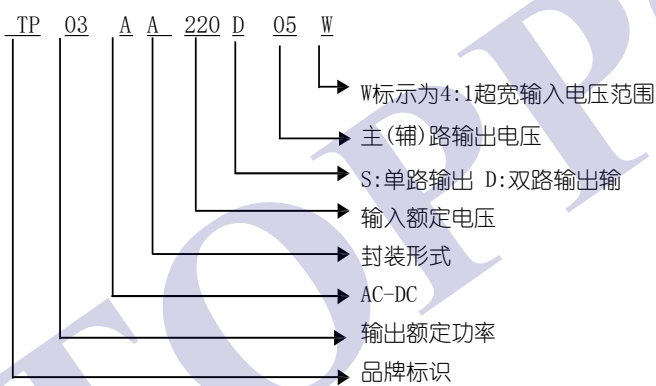 TP 03 A A 220 D 05 W
W标示为4:1超宽输入电压范围
主(辅)路输出电压
S:单路输出 D:双路输出输
输入额定电压
封装形式
AC-DC
输出额定功率
品牌标识